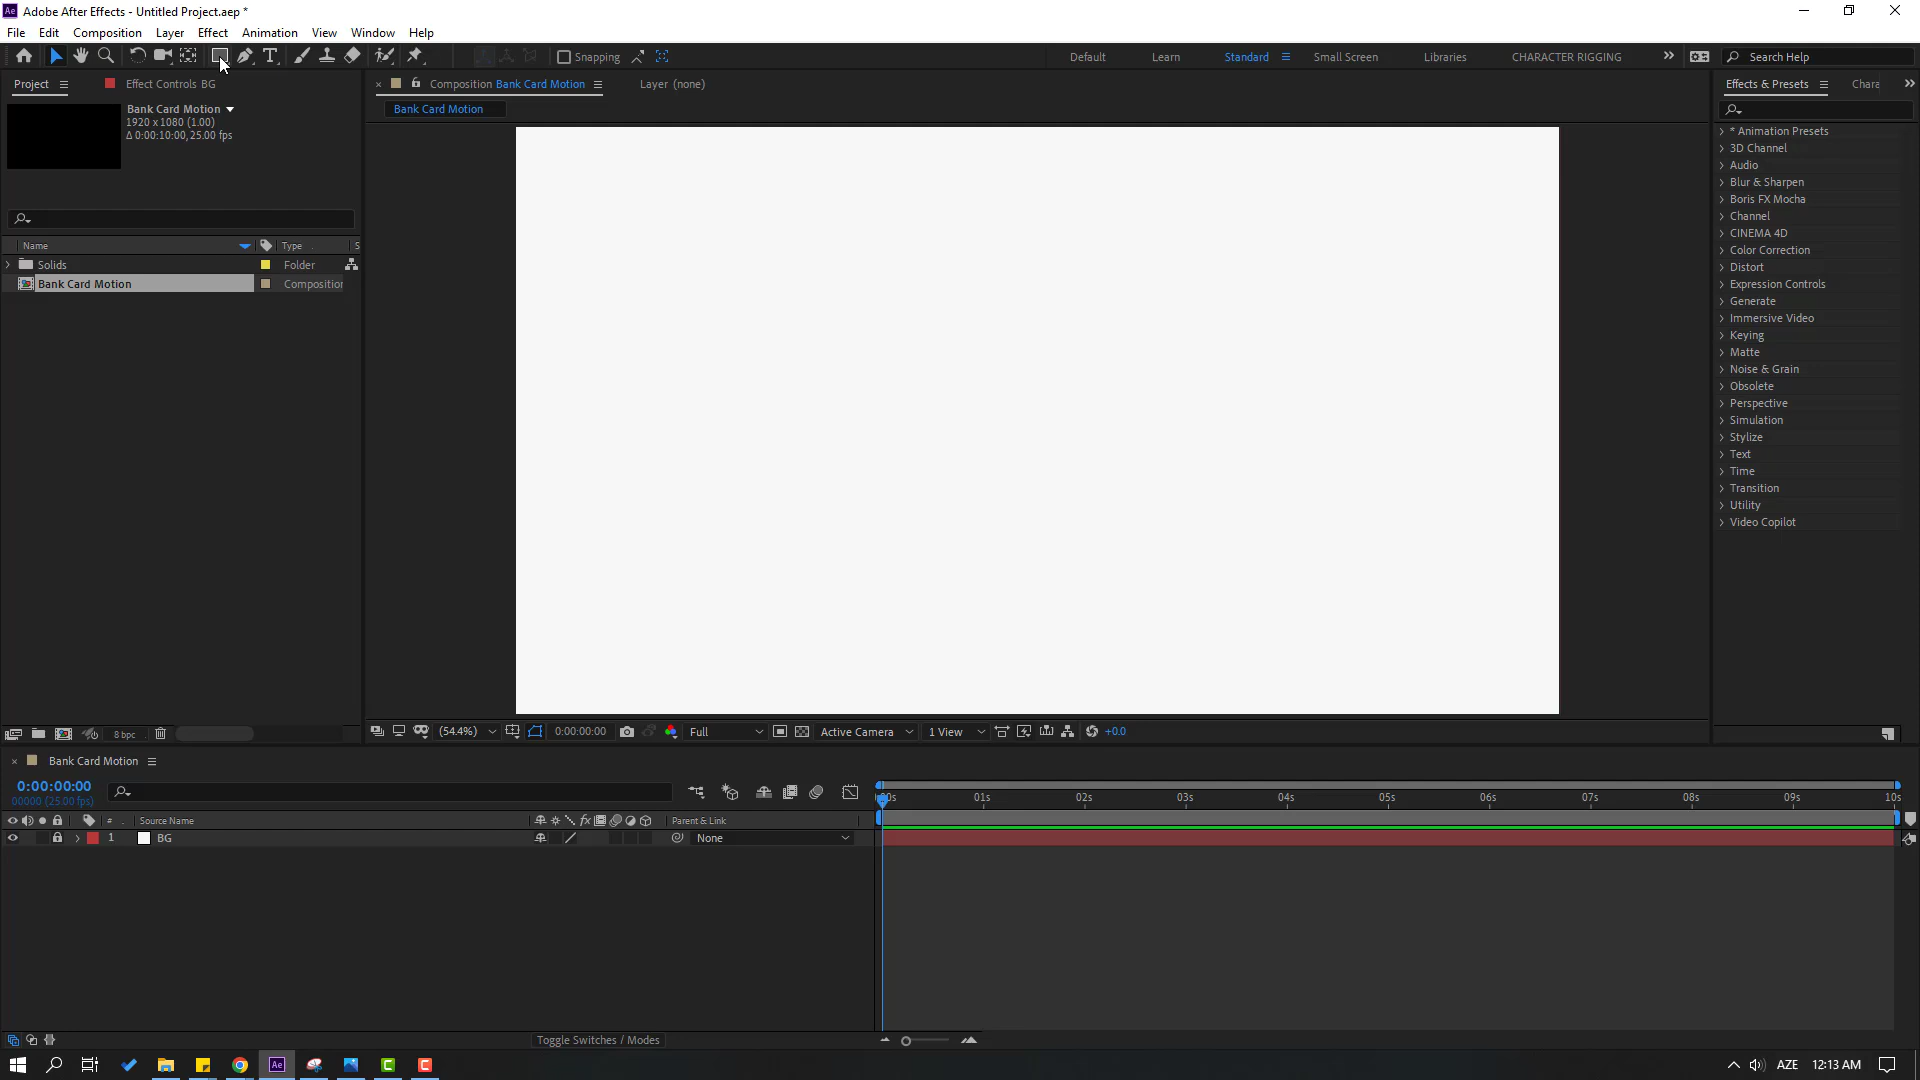 Ae Adobe After Effects - Untitled Project.aep *
File Edit Composition Layer Effect Animation View Window Help
Snapping Default Learn Standard Small Screen Libraries CHARACTER RIGGING Search Help
Project Effect Controls BG
Composition Bank Card Motion Layer (none)
Effects & Presets Chara
Bank Card Motion
1920 x 1080 (1.00)
Δ 0:00:10:00, 25.00 fps
Bank Card Motion
Name Type S
Solids Folder
Bank Card Motion Composition
* Animation Presets
3D Channel
Audio
Blur & Sharpen
Boris FX Mocha
Channel
CINEMA 4D
Color Correction
Distort
Expression Controls
Generate
Immersive Video
Keying
Matte
Noise & Grain
Obsolete
Perspective
Simulation
Stylize
Text
Time
Transition
Utility
Video Copilot
8 bpc
(54.4%) 0:00:00:00 Full Active Camera 1 View +0.0
Bank Card Motion
0:00:00:00
00000 (25.00 fps)
00s 01s 02s 03s 04s 05s 06s 07s 08s 09s 10s
# Source Name fx Parent & Link
1 BG None
Toggle Switches / Modes
Ae AZE 12:13 AM